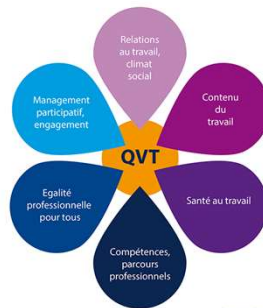 Relations
au travail,
climat
social
Management
participatif,
engagement
Contenu
du
travail
QVT
Egalité
professionnelle
pour tous
Santé au travail
Compétences,
parcours
professionnels